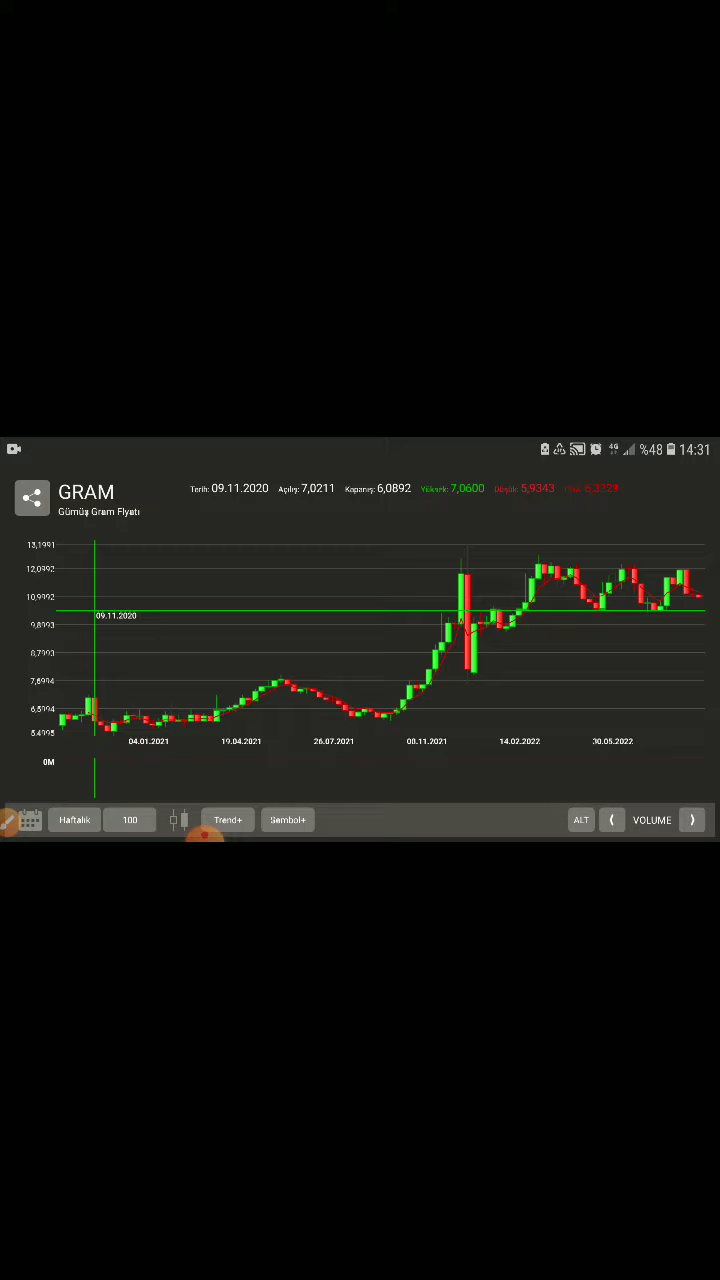 4G %48 14:31
GRAM
Gümüş Gram Fiyatı
Terih: 09.11.2020 Açılış: 7,0211 Kapanış: 6,0892 Yüksek: 7,0600 Düşük: 5,9343
13,1991
12,0992
10,9992
9,8993
8,7993
7,6994
6,5994
5,4995
09.11.2020
04.01.2021 19.04.2021 26.07.2021 08.11.2021 14.02.2022 30.05.2022
0M
Haftalık 100 Trend+ Sembol+ ALT ⟨ VOLUME ⟩